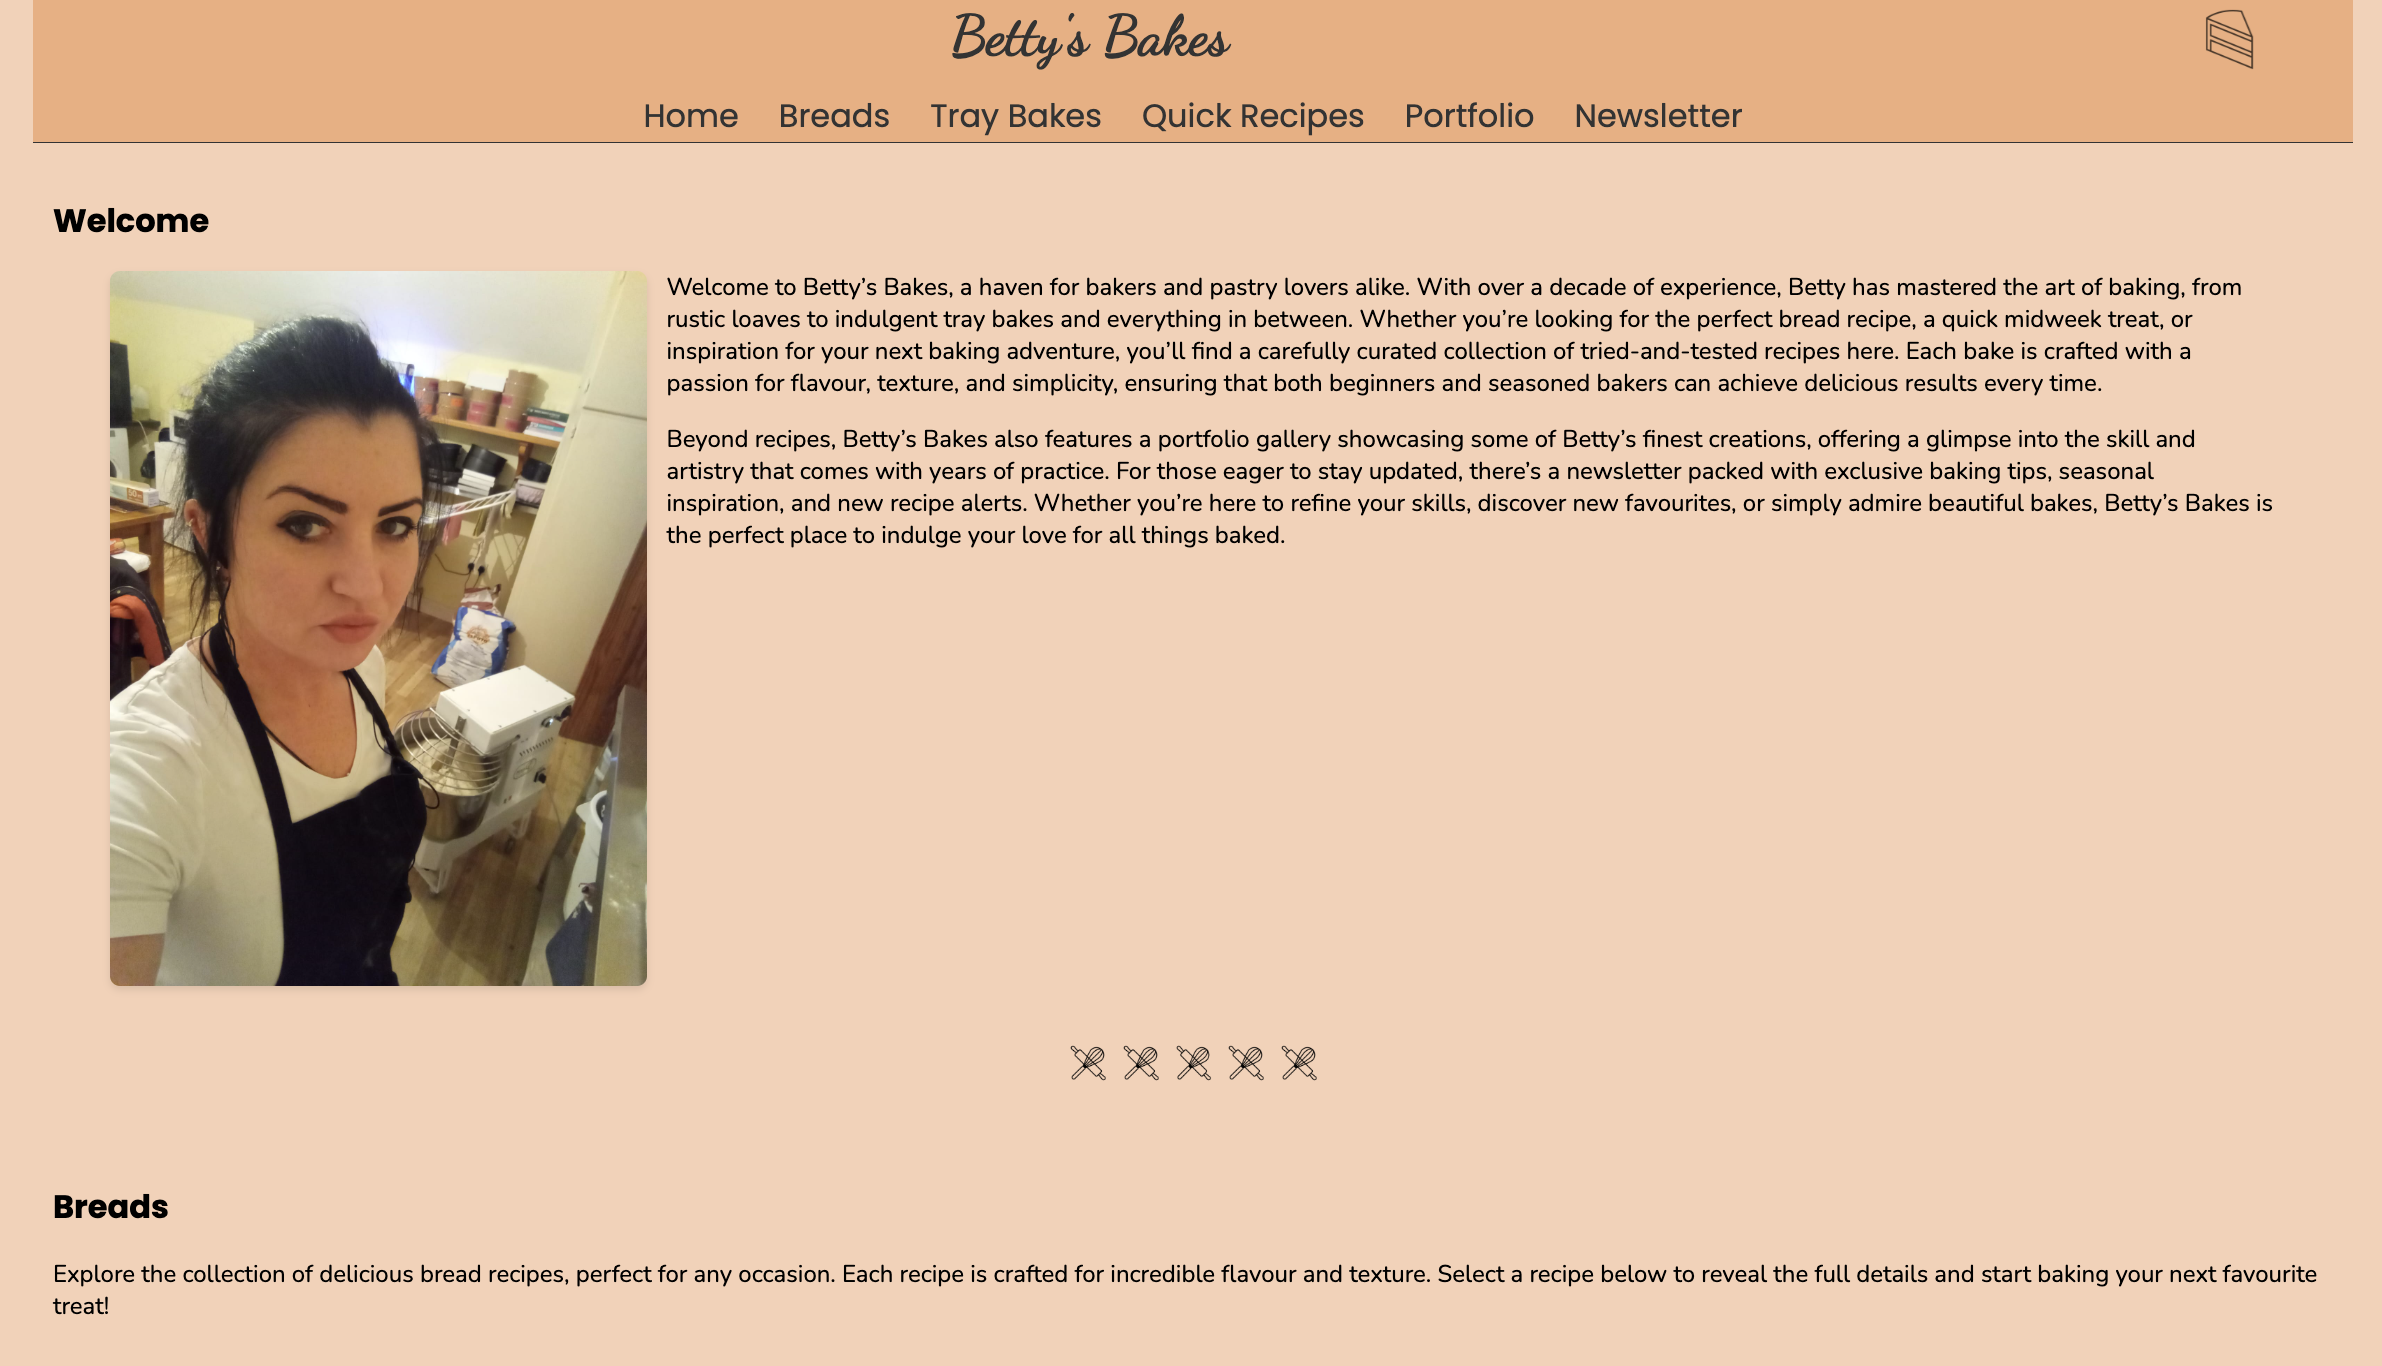 Betty's Bakes
Home Breads Tray Bakes Quick Recipes Portfolio Newsletter
Welcome
Welcome to Betty’s Bakes, a haven for bakers and pastry lovers alike. With over a decade of experience, Betty has mastered the art of baking, from
rustic loaves to indulgent tray bakes and everything in between. Whether you’re looking for the perfect bread recipe, a quick midweek treat, or
inspiration for your next baking adventure, you’ll find a carefully curated collection of tried-and-tested recipes here. Each bake is crafted with a
passion for flavour, texture, and simplicity, ensuring that both beginners and seasoned bakers can achieve delicious results every time.
Beyond recipes, Betty’s Bakes also features a portfolio gallery showcasing some of Betty’s finest creations, offering a glimpse into the skill and
artistry that comes with years of practice. For those eager to stay updated, there’s a newsletter packed with exclusive baking tips, seasonal
inspiration, and new recipe alerts. Whether you’re here to refine your skills, discover new favourites, or simply admire beautiful bakes, Betty’s Bakes is
the perfect place to indulge your love for all things baked.
Breads
Explore the collection of delicious bread recipes, perfect for any occasion. Each recipe is crafted for incredible flavour and texture. Select a recipe below to reveal the full details and start baking your next favourite
treat!